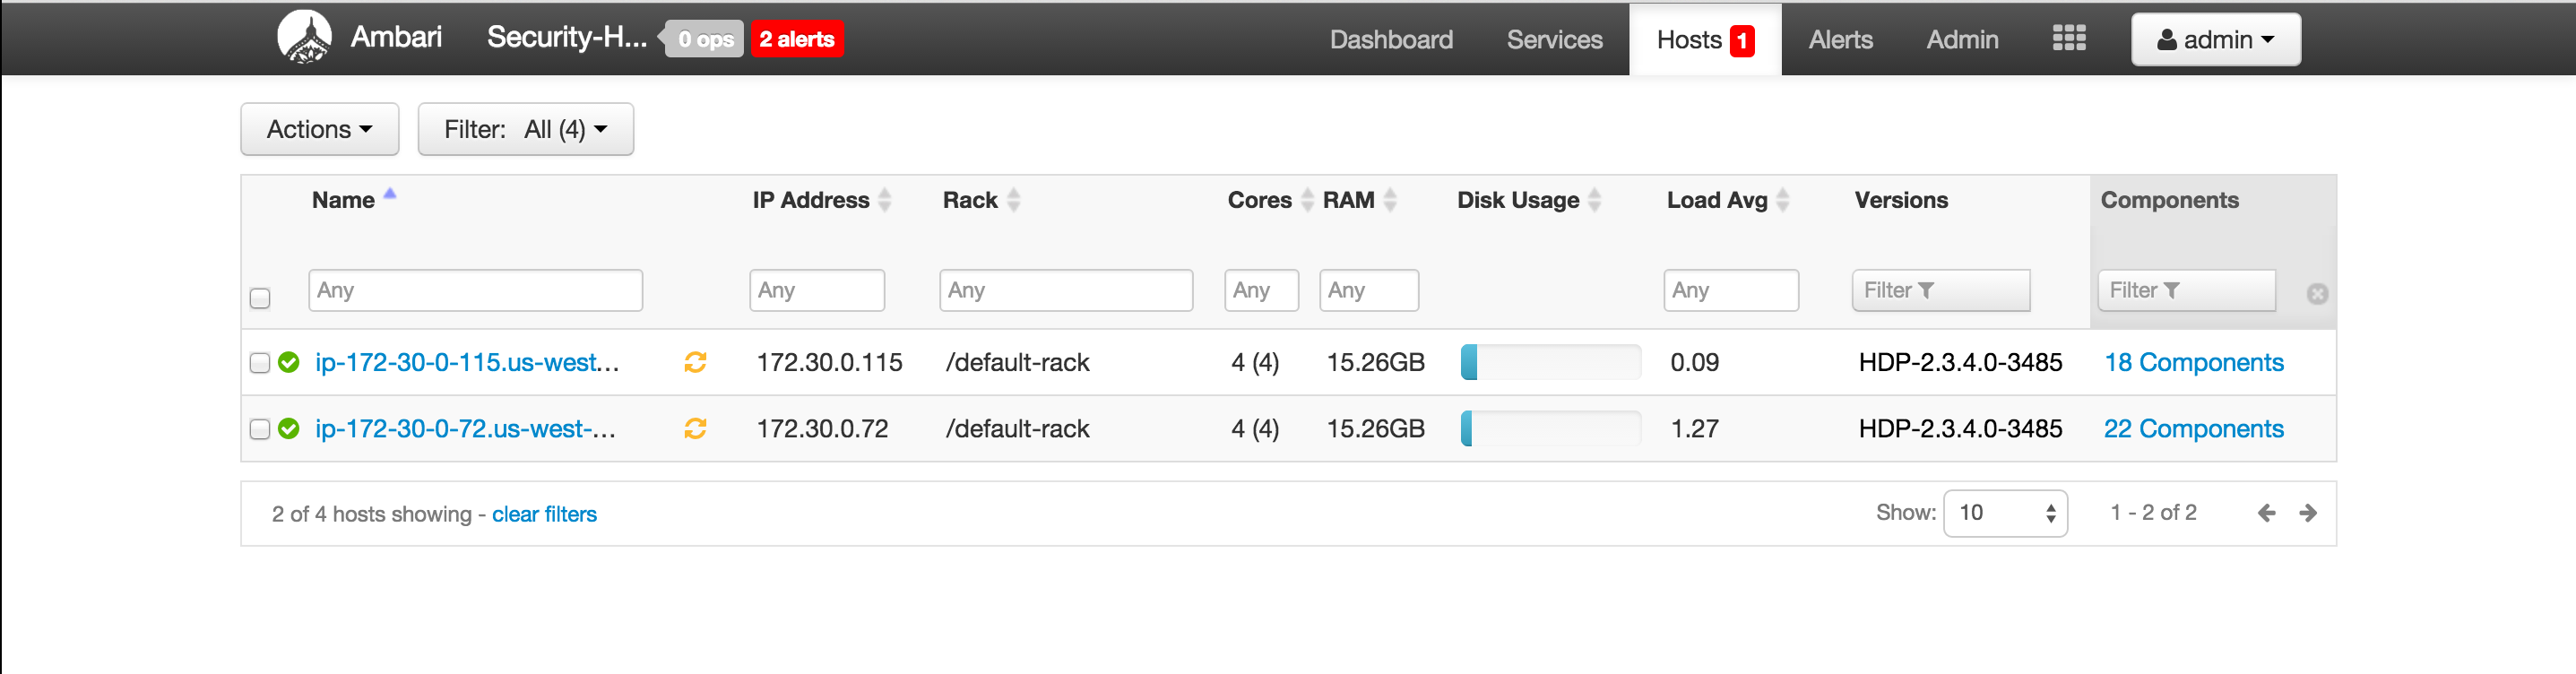 Ambari Security-H... 0 ops 2 alerts Dashboard Services Hosts 1 Alerts Admin admin
Actions Filter: All (4)
Name IP Address Rack Cores RAM Disk Usage Load Avg Versions Components
Any Any Any Any Any Any Filter Filter
ip-172-30-0-115.us-west... 172.30.0.115 /default-rack 4 (4) 15.26GB 0.09 HDP-2.3.4.0-3485 18 Components
ip-172-30-0-72.us-west-... 172.30.0.72 /default-rack 4 (4) 15.26GB 1.27 HDP-2.3.4.0-3485 22 Components
2 of 4 hosts showing - clear filters Show: 10 1 - 2 of 2